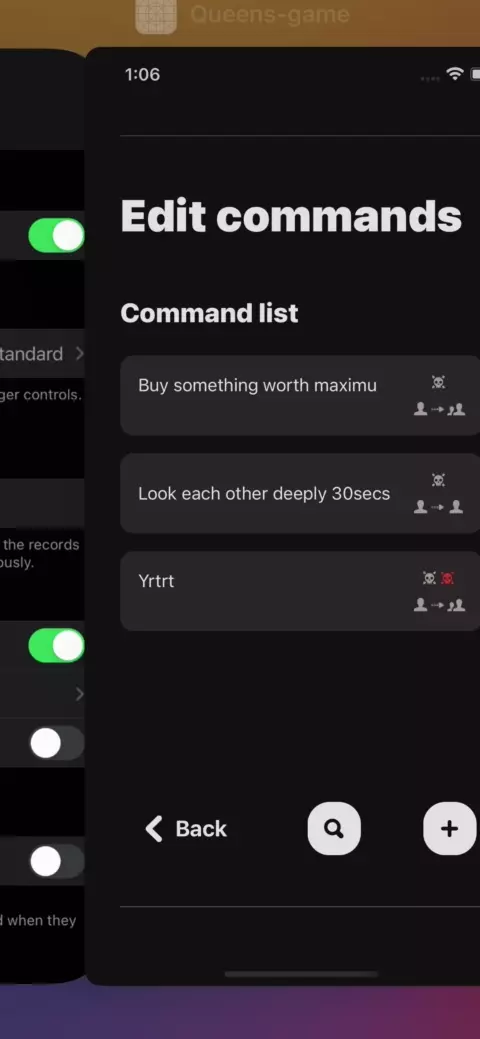 Queens-game
1:06
Edit commands
Command list
Buy something worth maximu
Look each other deeply 30secs
Yrtrt
Back
tandard
ger controls.
the records
ously.
d when they